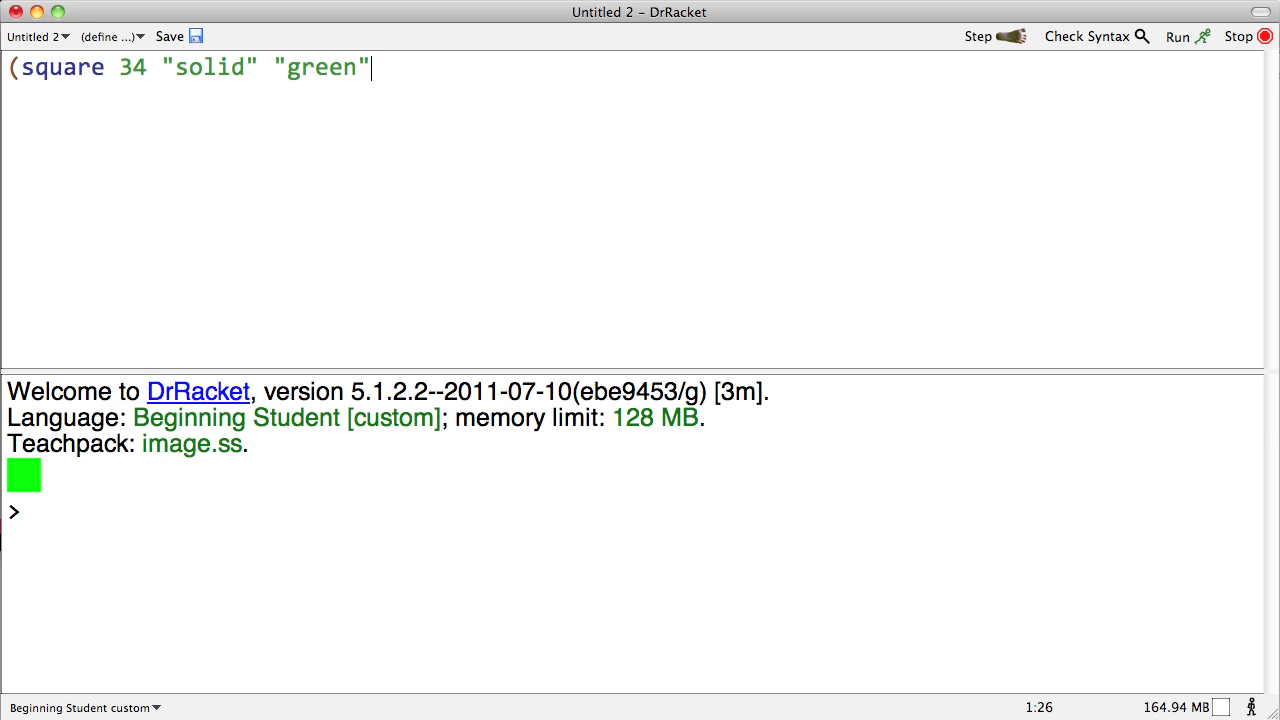 Untitled 2 - DrRacket
Untitled 2 (define ...) Save Step Check Syntax Run Stop
(square 34 "solid" "green"
Welcome to DrRacket, version 5.1.2.2--2011-07-10(ebe9453/g) [3m].
Language: Beginning Student [custom]; memory limit: 128 MB.
Teachpack: image.ss.
>
Beginning Student custom 1:26 164.94 MB